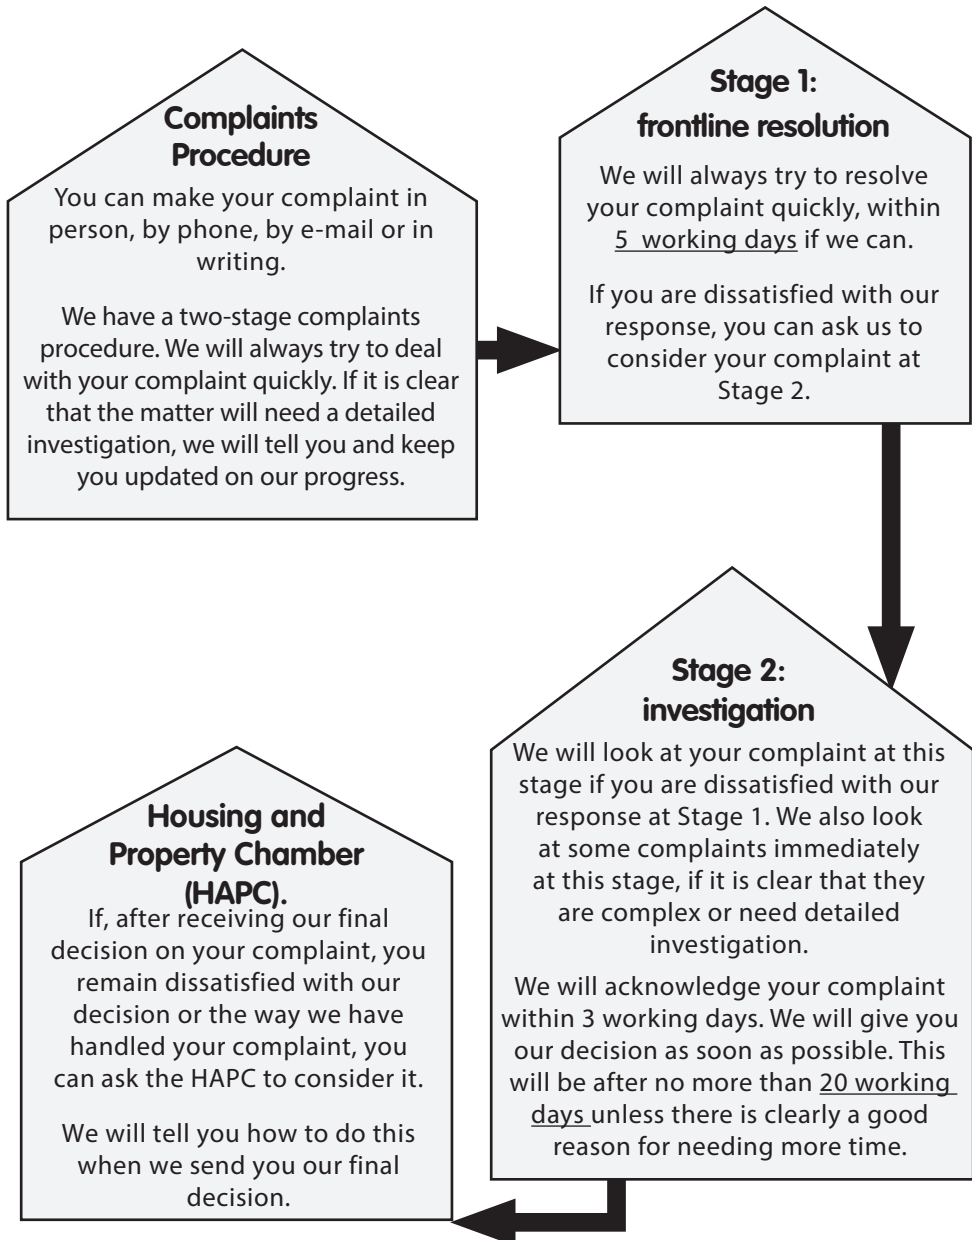 Complaints
Procedure
You can make your complaint in
person, by phone, by e-mail or in
writing.
We have a two-stage complaints
procedure. We will always try to deal
with your complaint quickly. If it is clear
that the matter will need a detailed
investigation, we will tell you and keep
you updated on our progress.
Stage 1:
frontline resolution
We will always try to resolve
your complaint quickly, within
5 working days if we can.
If you are dissatisfied with our
response, you can ask us to
consider your complaint at
Stage 2.
Stage 2:
investigation
We will look at your complaint at this
stage if you are dissatisfied with our
response at Stage 1. We also look
at some complaints immediately
at this stage, if it is clear that they
are complex or need detailed
investigation.
We will acknowledge your complaint
within 3 working days. We will give you
our decision as soon as possible. This
will be after no more than 20 working
days unless there is clearly a good
reason for needing more time.
Housing and
Property Chamber
(HAPC).
If, after receiving our final
decision on your complaint, you
remain dissatisfied with our
decision or the way we have
handled your complaint, you
can ask the HAPC to consider it.
We will tell you how to do this
when we send you our final
decision.